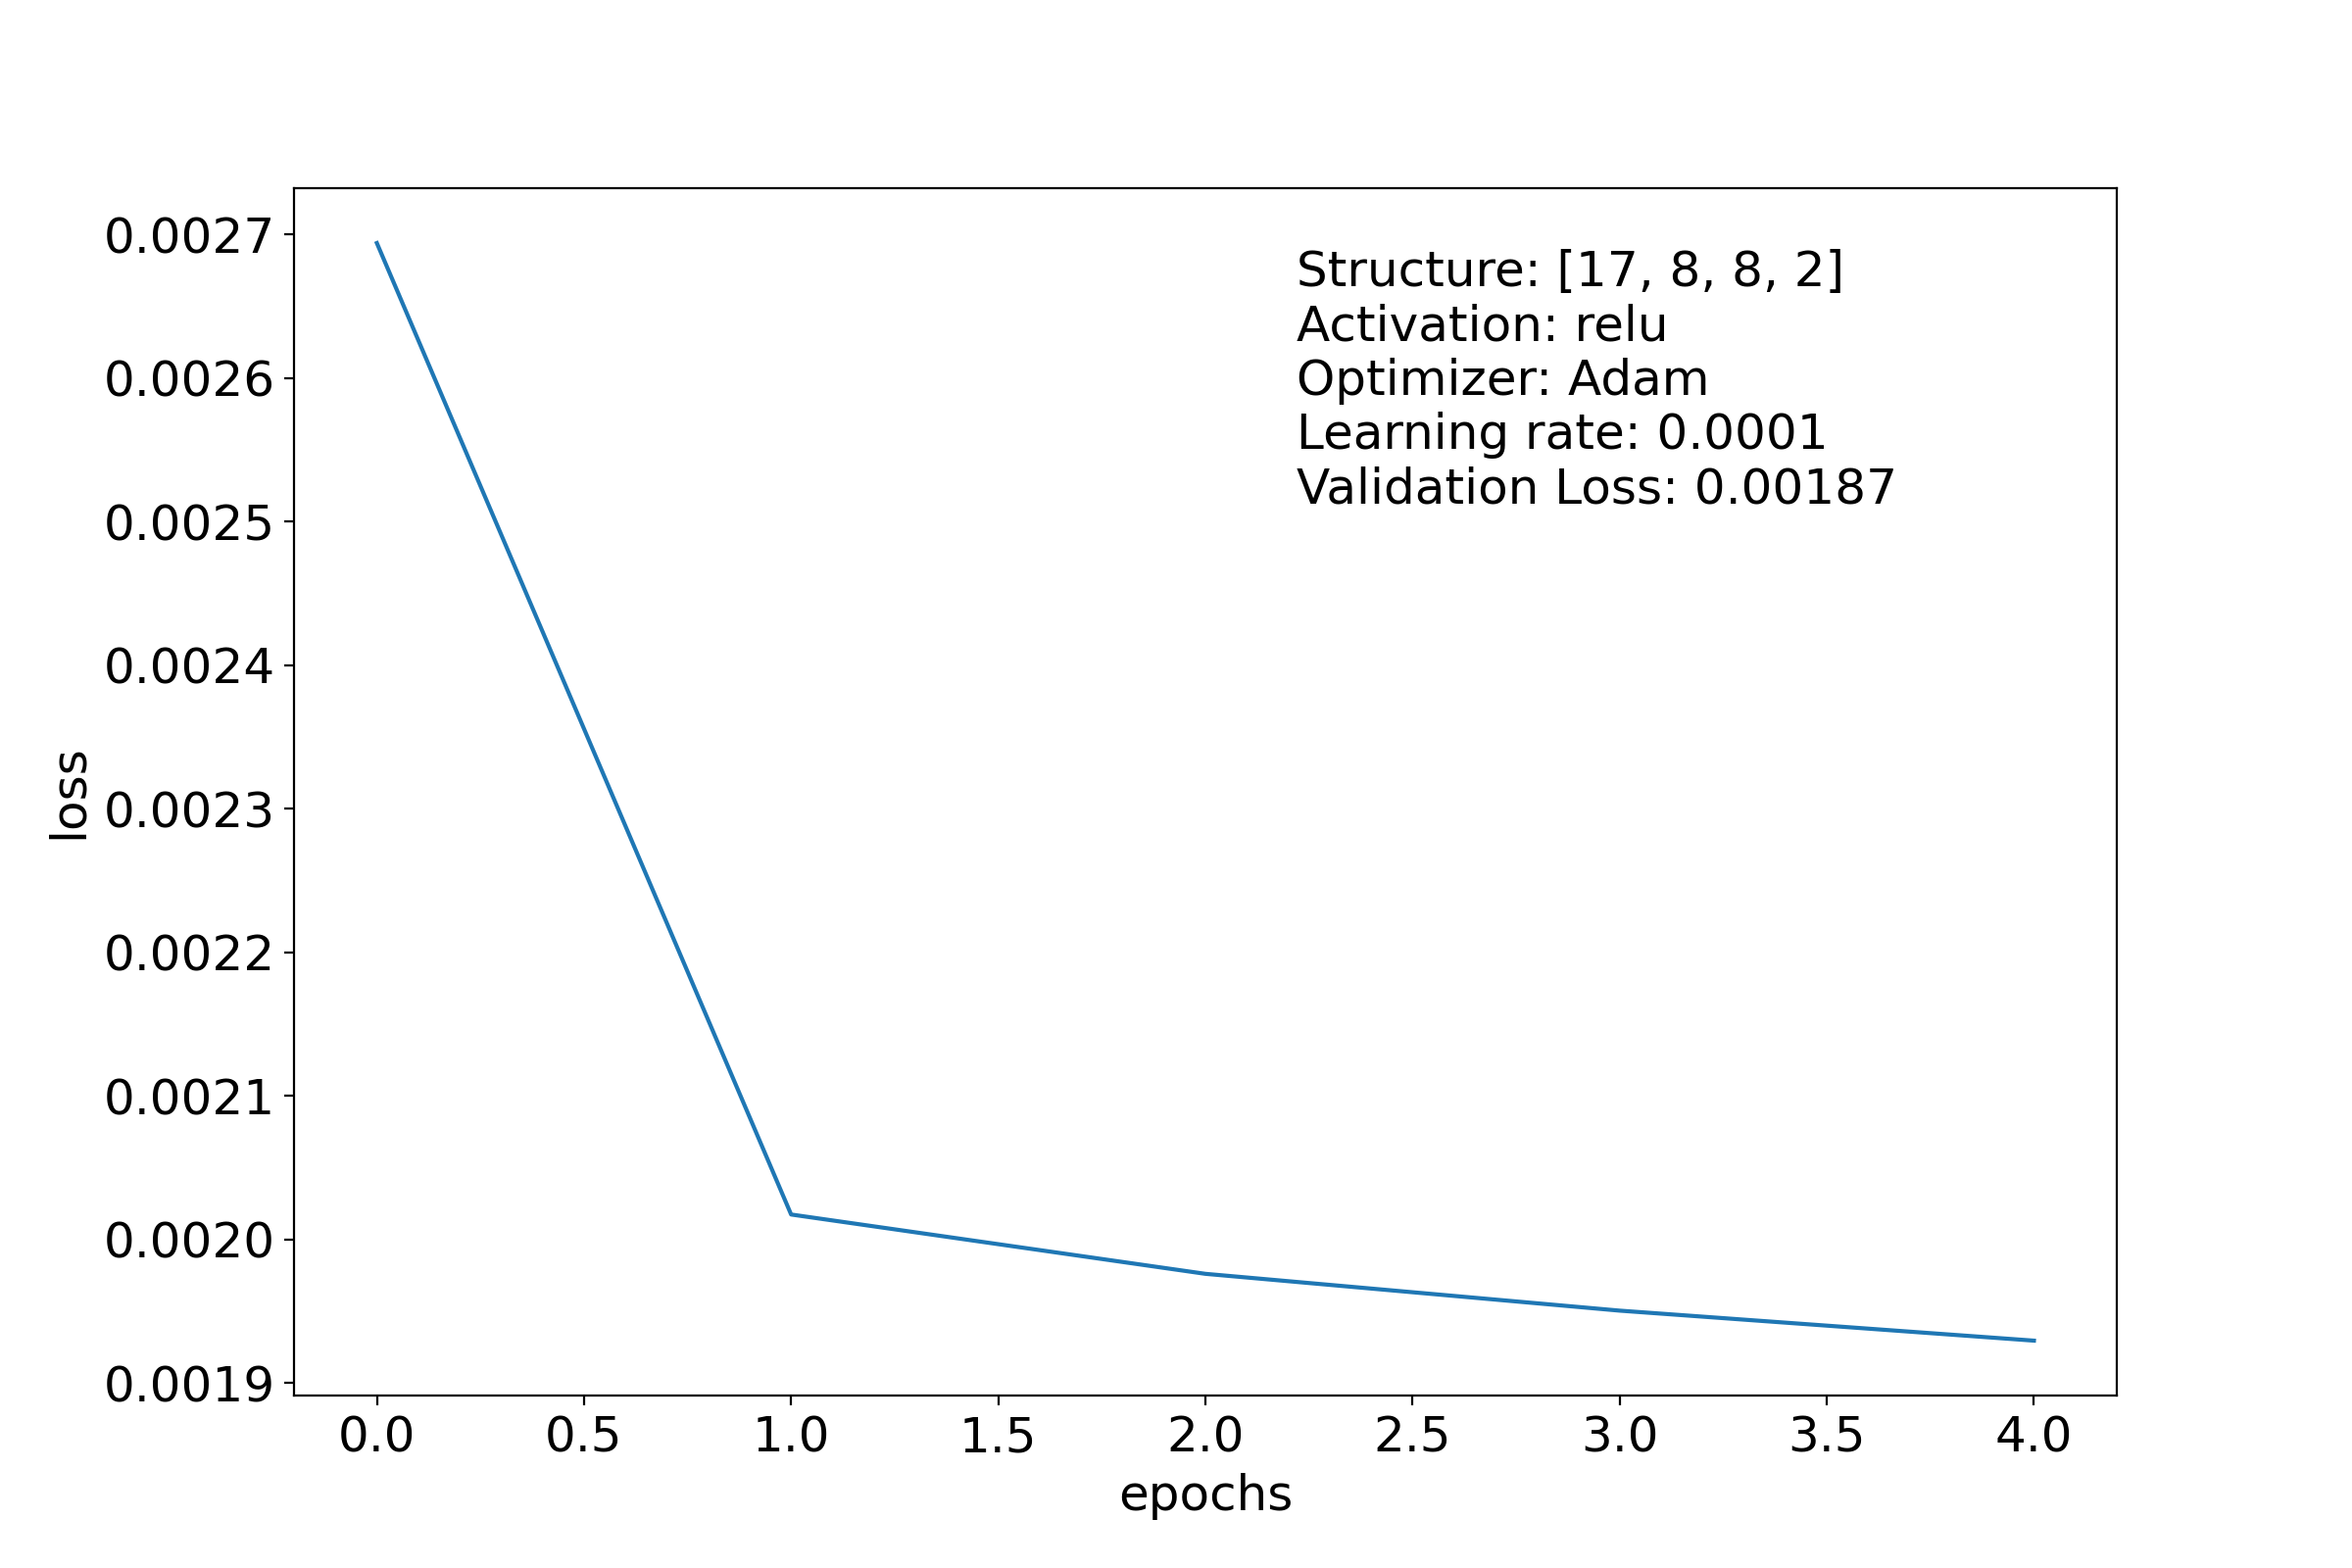 Structure: [17, 8, 8, 2]
Activation: relu
Optimizer: Adam
Learning rate: 0.0001
Validation Loss: 0.00187
loss
0.0027
0.0026
0.0025
0.0024
0.0023
0.0022
0.0021
0.0020
0.0019
0.0 0.5 1.0 1.5 2.0 2.5 3.0 3.5 4.0
epochs